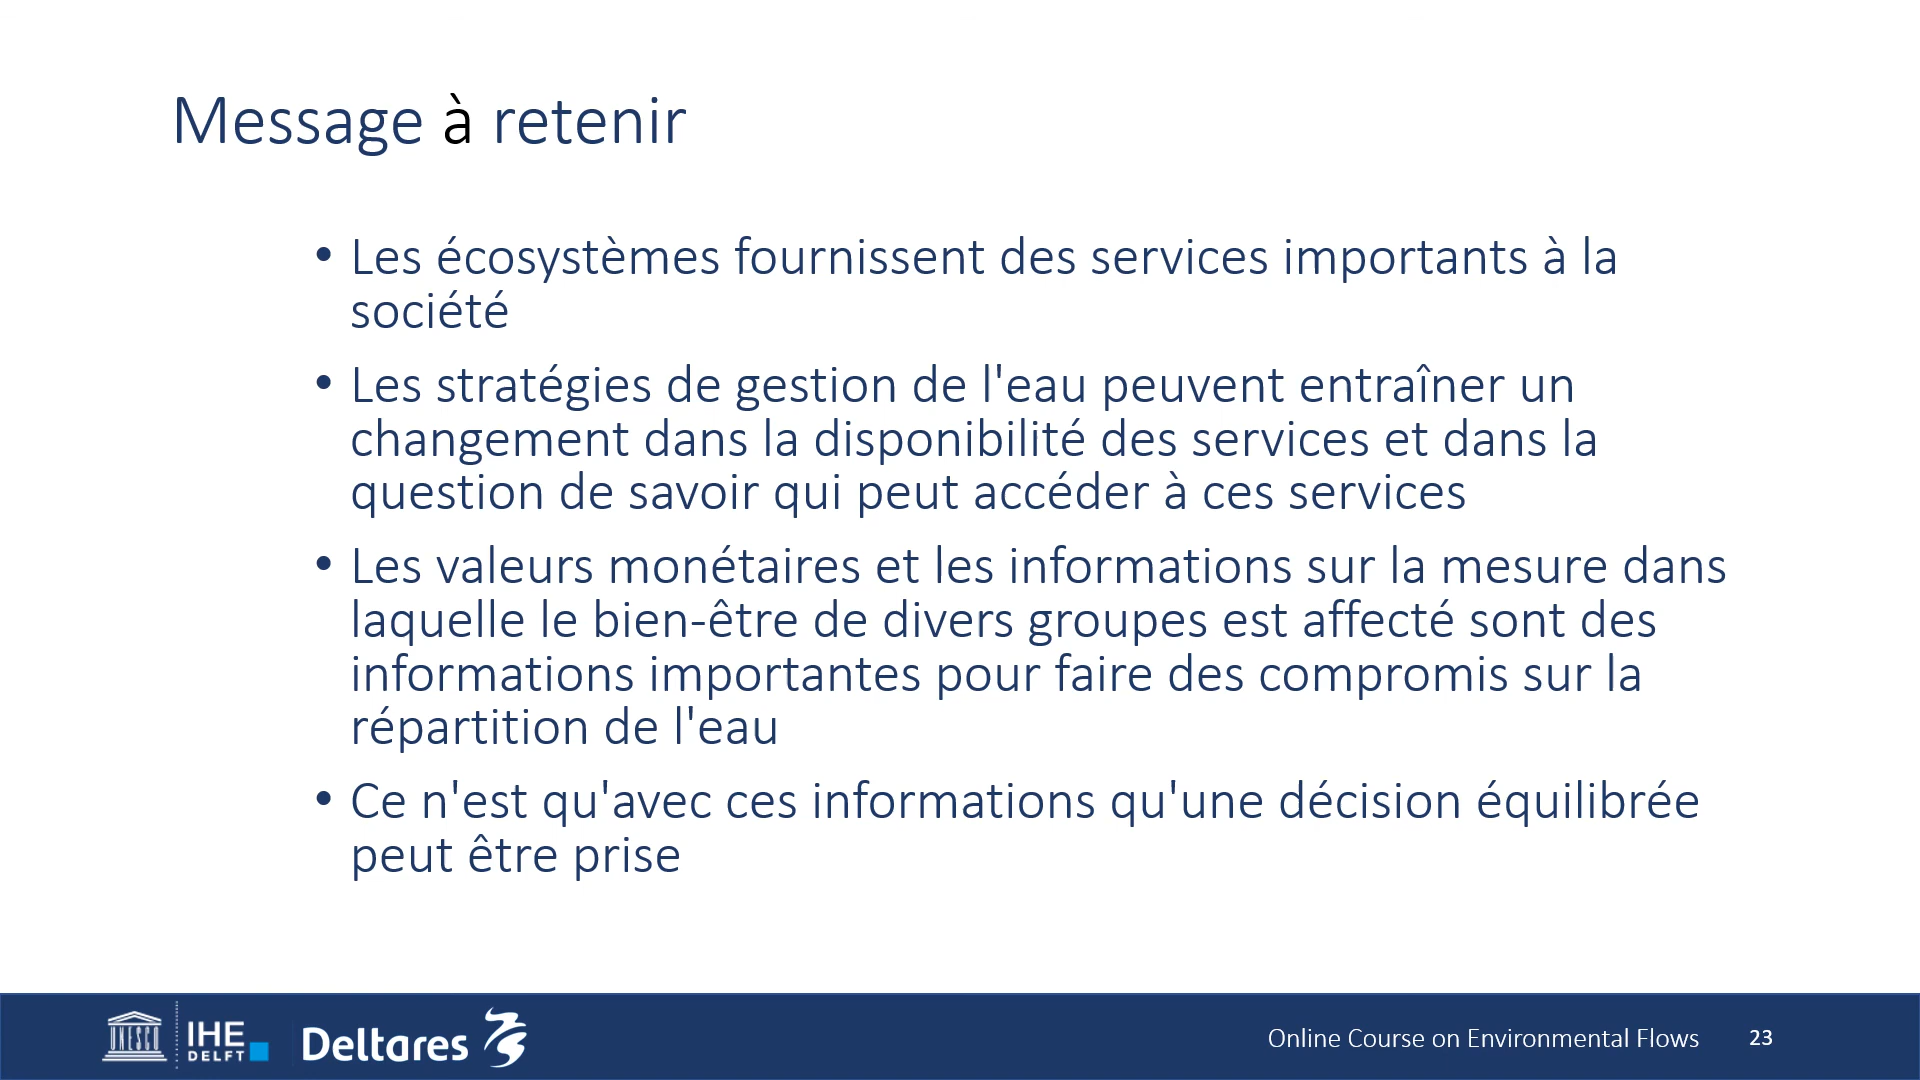 Message à retenir
• Les écosystèmes fournissent des services importants à la
société
• Les stratégies de gestion de l'eau peuvent entraîner un
changement dans la disponibilité des services et dans la
question de savoir qui peut accéder à ces services
• Les valeurs monétaires et les informations sur la mesure dans
laquelle le bien-être de divers groupes est affecté sont des
informations importantes pour faire des compromis sur la
répartition de l'eau
• Ce n'est qu'avec ces informations qu'une décision équilibrée
peut être prise
UNESCO
IHE
DELFT
Deltares
Online Course on Environmental Flows
23